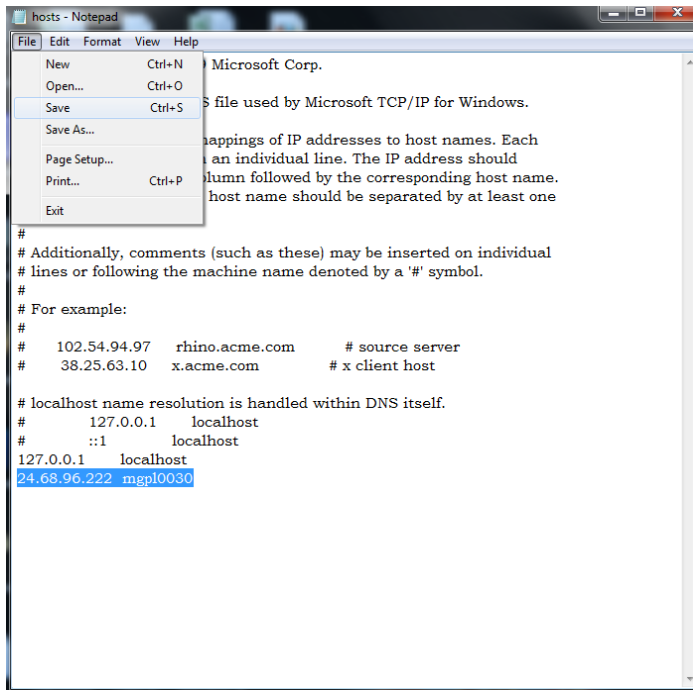 hosts - Notepad
File Edit Format View Help
New Ctrl+N
Open... Ctrl+O
Save Ctrl+S
Save As...
Page Setup...
Print... Ctrl+P
Exit
Microsoft Corp.
file used by Microsoft TCP/IP for Windows.
mappings of IP addresses to host names. Each
an individual line. The IP address should
column followed by the corresponding host name.
host name should be separated by at least one
#
# Additionally, comments (such as these) may be inserted on individual
# lines or following the machine name denoted by a '#' symbol.
#
# For example:
#
# 102.54.94.97 rhino.acme.com # source server
# 38.25.63.10 x.acme.com # x client host
# localhost name resolution is handled within DNS itself.
# 127.0.0.1 localhost
# ::1 localhost
127.0.0.1 localhost
24.68.96.222 mgpl0030